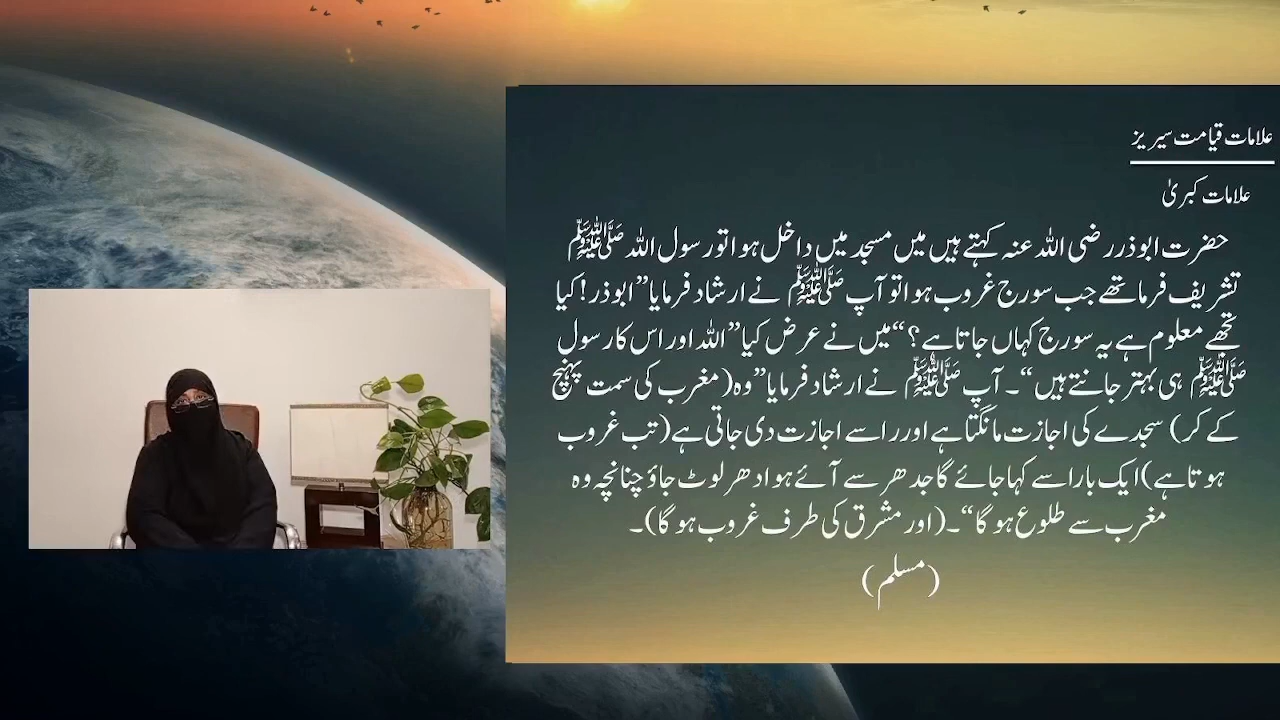 علامات قیامت سیریز
علامات کبریٰ
حضرت ابوذر رضی اللہ عنہ کہتے ہیں میں مسجد میں داخل ہوا تو رسول اللہ ﷺ
تشریف فرما تھے جب سورج غروب ہوا تو آپ ﷺ نے ارشاد فرمایا ”ابوذر! کیا
تجھے معلوم ہے یہ سورج کہاں جاتا ہے؟“ میں نے عرض کیا ”اللہ اور اس کا رسول
ﷺ ہی بہتر جانتے ہیں“۔ آپ ﷺ نے ارشاد فرمایا ”وہ (مغرب کی سمت پہنچ
کے کر) سجدے کی اجازت مانگتا ہے اور راسے اجازت دی جاتی ہے (تب غروب
ہوتا ہے) ایک بار اسے کہا جائے گا جدھر سے آئے ہو ادھر لوٹ جاؤ چنانچہ وہ
مغرب سے طلوع ہو گا“۔ (اور مشرق کی طرف غروب ہو گا)۔
(مسلم)